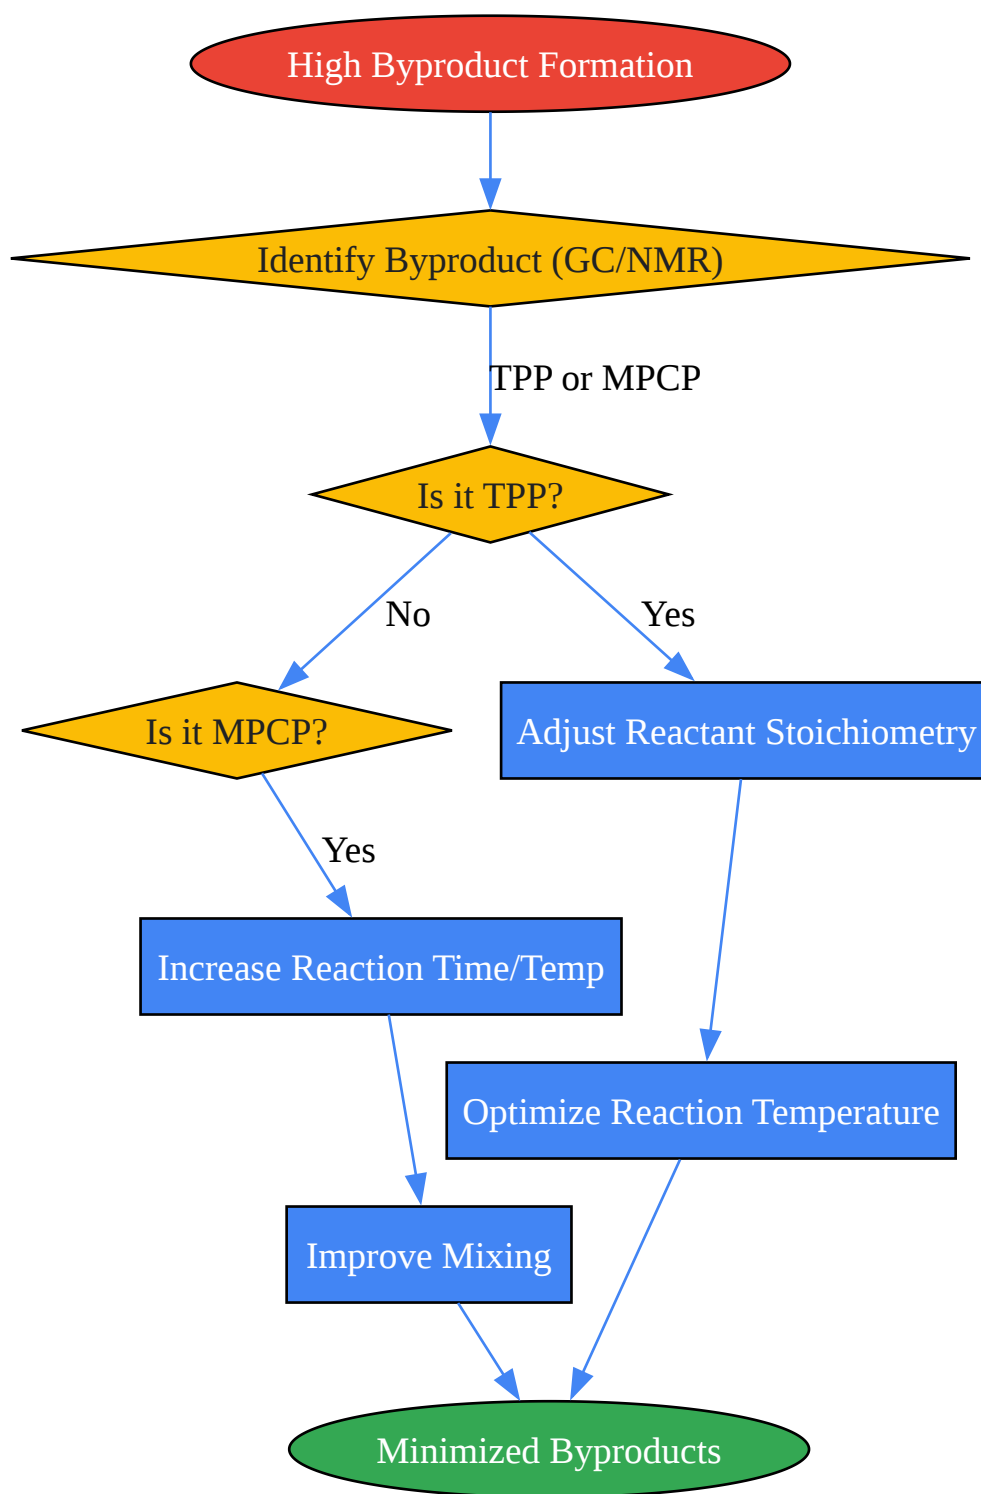 High Byproduct Formation
Identify Byproduct (GC/NMR)
TPP or MPCP
Is it TPP?
No
Yes
Is it MPCP?
Adjust Reactant Stoichiometry
Yes
Increase Reaction Time/Temp
Optimize Reaction Temperature
Improve Mixing
Minimized Byproducts